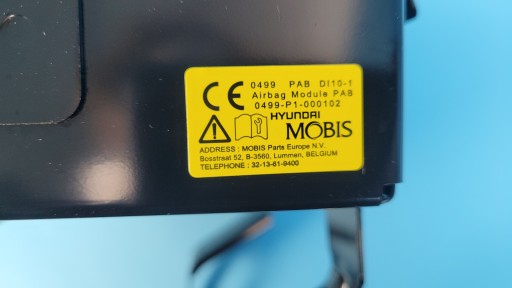 CE 0499 PAB DI10-1
Airbag Module PAB
0499-P1-000102
HYUNDAI
MOBIS
ADDRESS : MOBIS Parts Europe N.V.
Bosstraat 52, B-3560, Lummen, BELGIUM
TELEPHONE : 32-13-61-9400